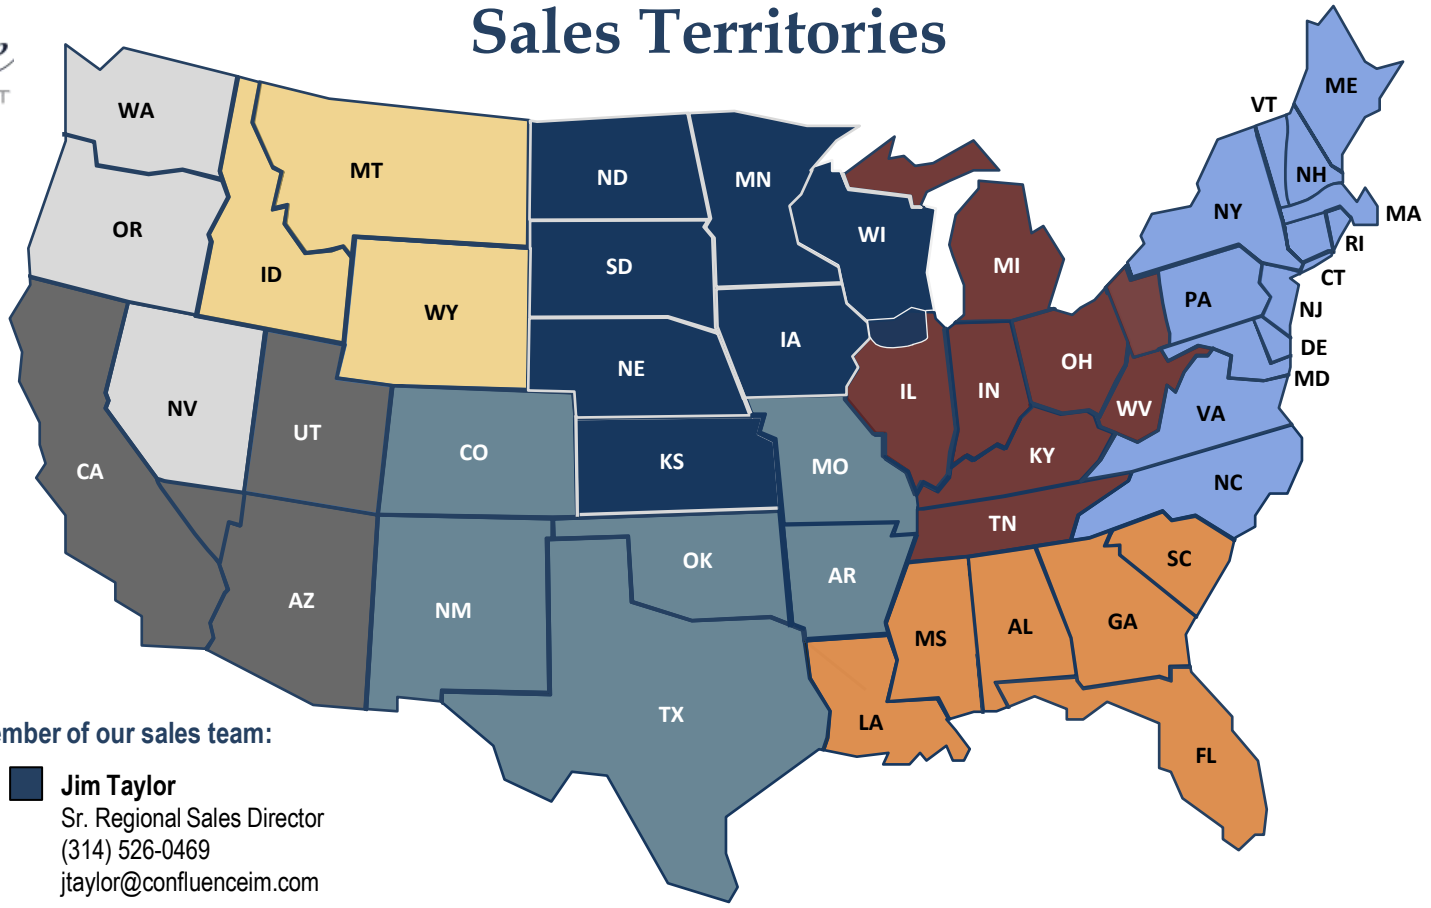 Sales Territories
WA
OR
CA
NV
ID
MT
WY
UT
AZ
CO
NM
ND
SD
NE
KS
OK
TX
MN
IA
MO
AR
LA
WI
IL
MI
IN
OH
KY
TN
WV
MS
AL
GA
FL
SC
NC
VA
PA
NY
VT
ME
NH
MA
RI
CT
NJ
DE
MD
mber of our sales team:
Jim Taylor
Sr. Regional Sales Director
(314) 526-0469
jtaylor@confluenceim.com